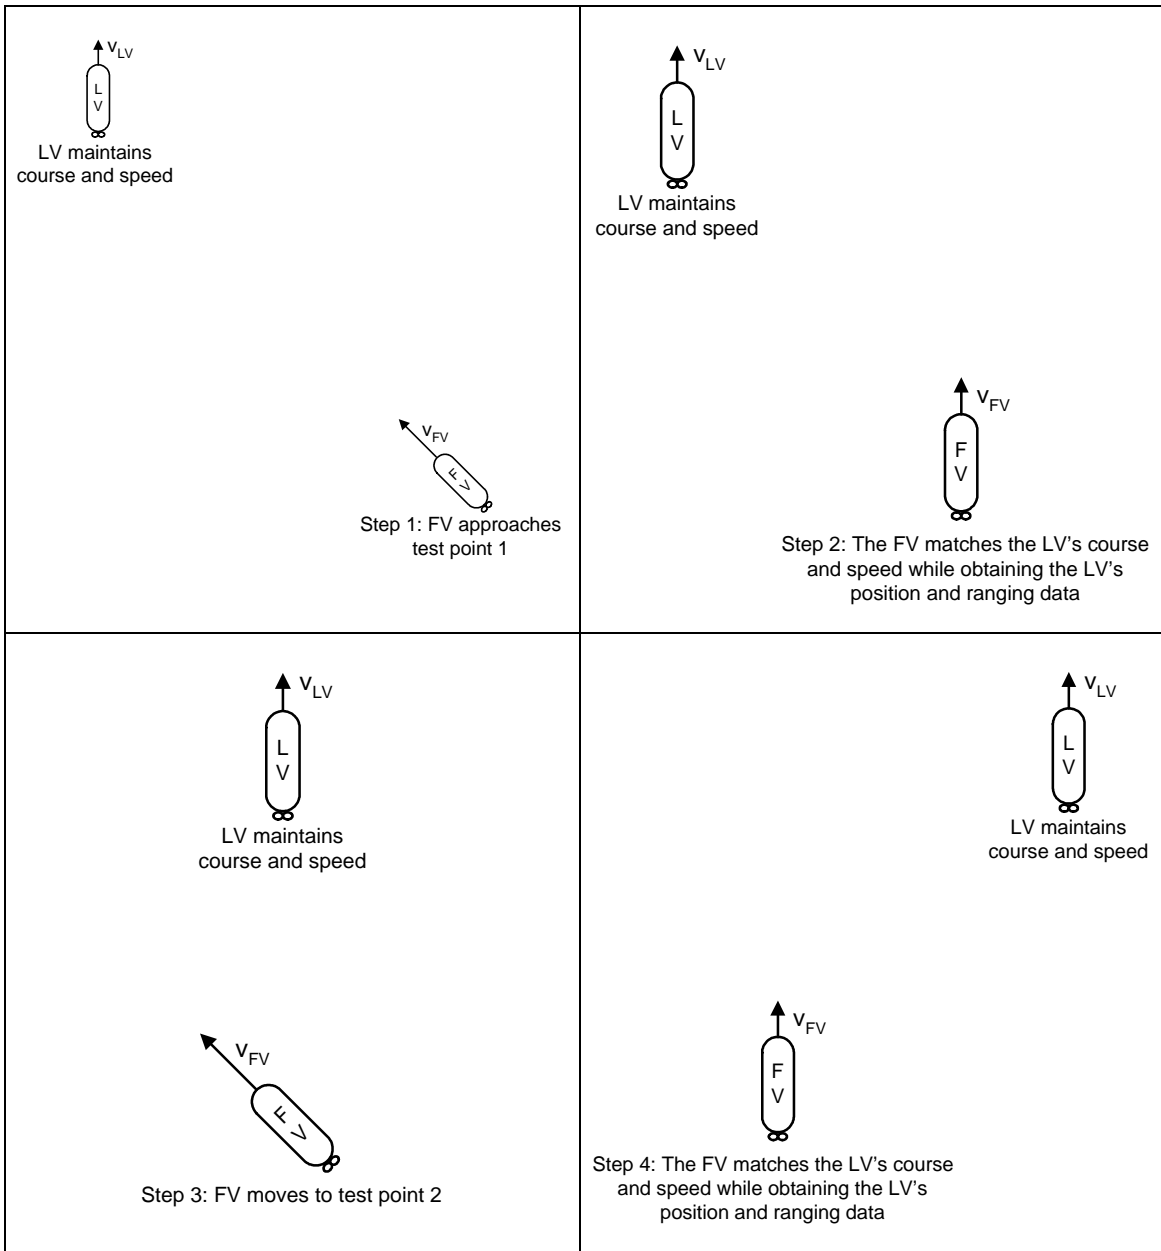 vLV
L
V
LV maintains
course and speed
vFV
F
V
Step 1: FV approaches
test point 1
vLV
L
V
LV maintains
course and speed
vFV
F
V
Step 2: The FV matches the LV's course
and speed while obtaining the LV's
position and ranging data
vLV
L
V
LV maintains
course and speed
vFV
F
V
Step 3: FV moves to test point 2
vLV
L
V
LV maintains
course and speed
vFV
F
V
Step 4: The FV matches the LV's course
and speed while obtaining the LV's
position and ranging data